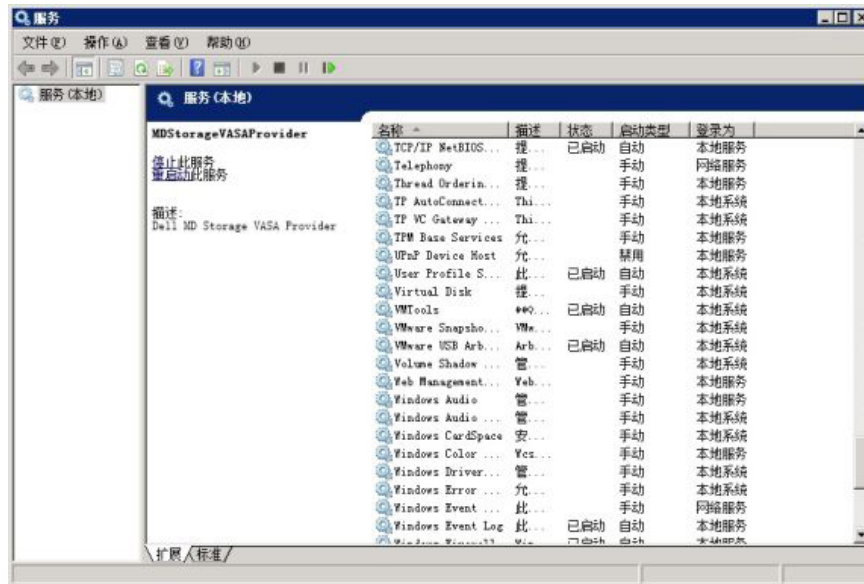 服务
文件(F) 操作(A) 查看(V) 帮助(H)
服务(本地)
服务(本地)
MDStorageVASAProvider
停止此服务
重启动此服务
描述:
Dell MD Storage VASA Provider
名称 描述 状态 启动类型 登录为
TCP/IP NetBIOS... 提... 已启动 自动 本地服务
Telephony 提... 手动 网络服务
Thread Orderin... 提... 手动 本地服务
TP AutoConnect... Thi... 手动 本地系统
TP VC Gateway ... Thi... 手动 本地系统
TPM Base Services 允... 手动 本地服务
UPnP Device Host 允... 禁用 本地服务
User Profile S... 此... 已启动 自动 本地系统
Virtual Disk 提... 手动 本地系统
VMTools 已启动 自动 本地系统
VMware Snapsho... VMw... 手动 本地系统
VMware USB Arb... Arb... 已启动 自动 本地系统
Volume Shadow ... 管... 手动 本地系统
Web Management... Web... 手动 本地服务
Windows Audio 管... 手动 本地服务
Windows Audio ... 管... 手动 本地系统
Windows CardSpace 安... 手动 本地系统
Windows Color ... Wcs... 手动 本地服务
Windows Driver... 管... 手动 本地系统
Windows Error ... 允... 手动 本地系统
Windows Event ... 此... 手动 网络服务
Windows Event Log 此... 已启动 自动 本地服务
Windows Firewall Win... 已启动 自动 本地服务
扩展 标准